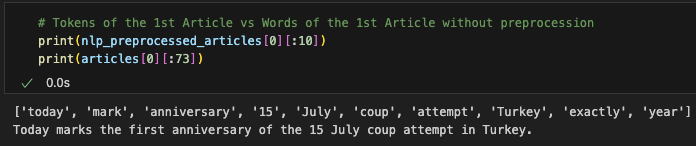 # Tokens of the 1st Article vs Words of the 1st Article without preprocession
print(nlp_preprocessed_articles[0][:10])
print(articles[0][:73])
✓ 0.0s
['today', 'mark', 'anniversary', '15', 'July', 'coup', 'attempt', 'Turkey', 'exactly', 'year']
Today marks the first anniversary of the 15 July coup attempt in Turkey.